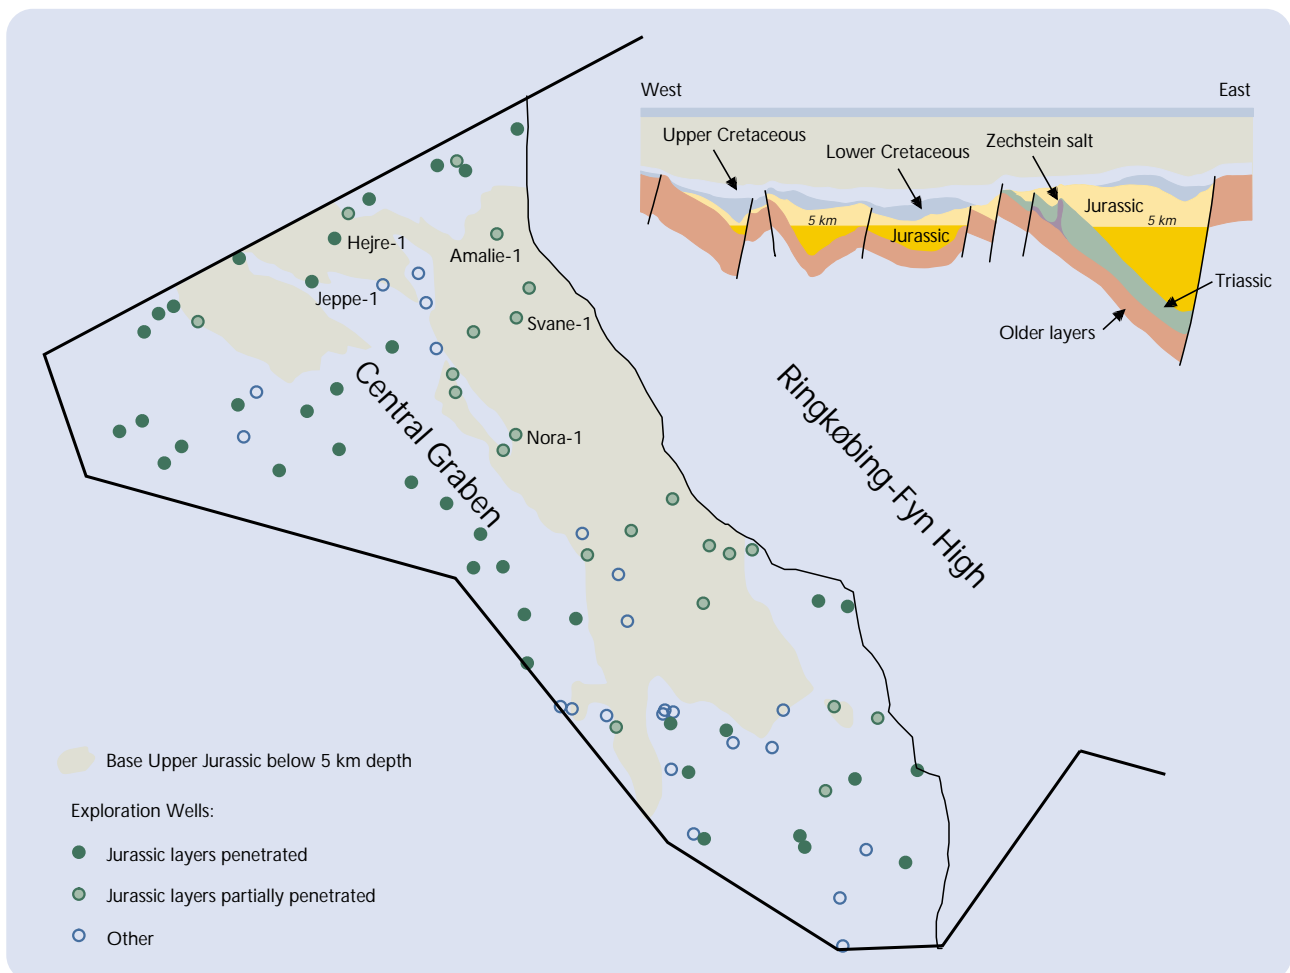 West
East
Upper Cretaceous
Lower Cretaceous
Zechstein salt
Jurassic
5 km
5 km
Jurassic
Triassic
Older layers
Hejre-1
Amalie-1
Jeppe-1
Svane-1
Nora-1
Central Graben
Ringkøbing-Fyn High
Base Upper Jurassic below 5 km depth
Exploration Wells:
Jurassic layers penetrated
Jurassic layers partially penetrated
Other